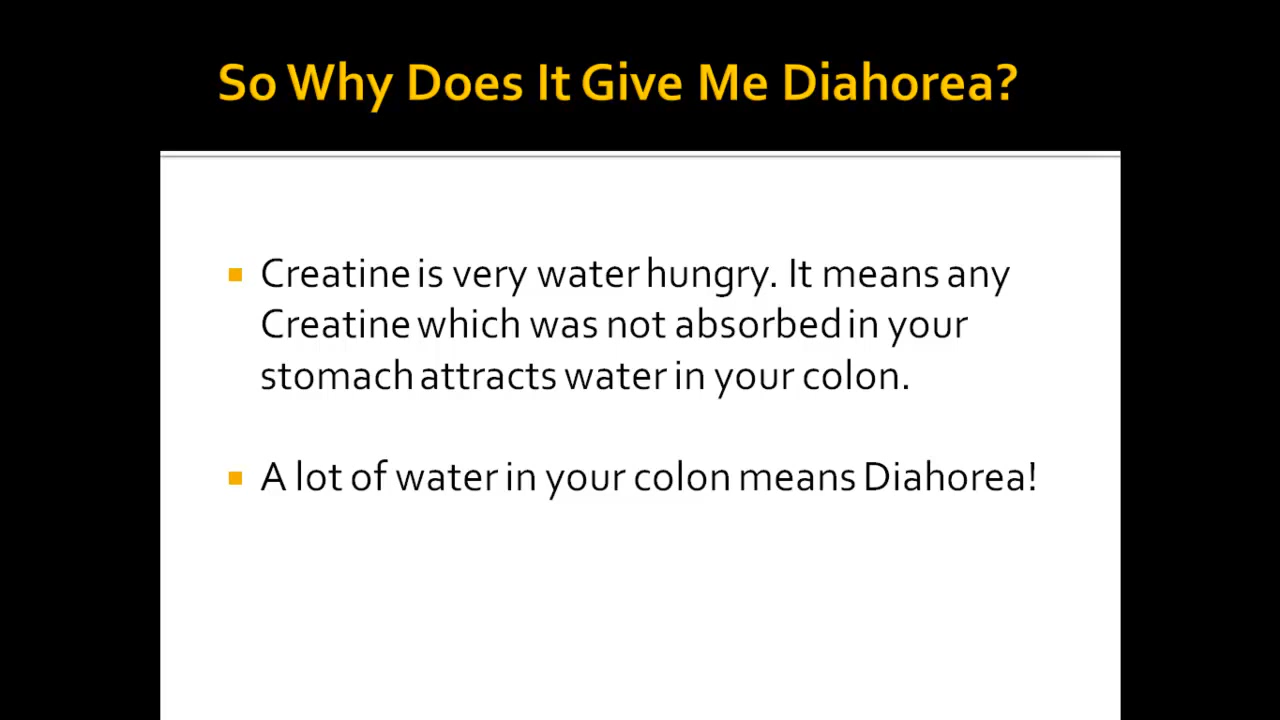 So Why Does It Give Me Diahorea?
Creatine is very water hungry. It means any
Creatine which was not absorbed in your
stomach attracts water in your colon.
A lot of water in your colon means Diahorea!